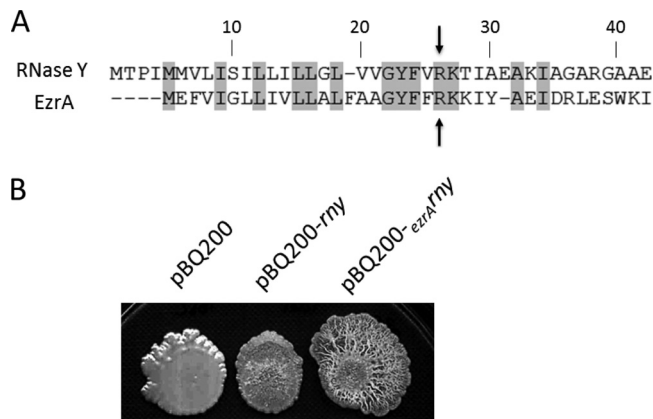 A
10 20 30 40
RNase Y MTPIMMVLISILLILLGL-VVGYFVRKTIAEAKIAGARGAAE
EzrA ----MEFVIGLLIVLLALFAAGYFFRKKIY-AEIDRLESWKI
B
pBQ200 pBQ200-rny pBQ200-ezrArny